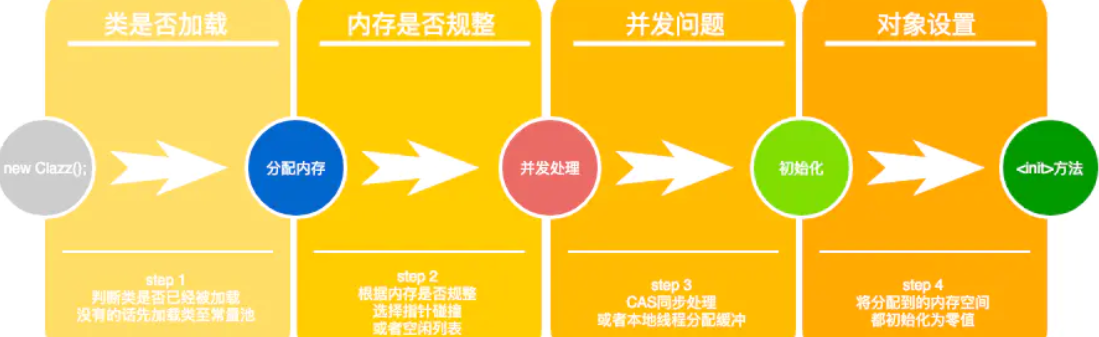 类是否加载
内存是否规整
并发问题
对象设置
new Clazz();
分配内存
并发处理
初始化
<init>方法
step 1
判断类是否已经被加载
没有的话先加载类至常量池
step 2
根据内存是否规整
选择指针碰撞
或者空闲列表
step 3
CAS同步处理
或者本地线程分配缓冲
step 4
将分配到的内存空间
都初始化为零值